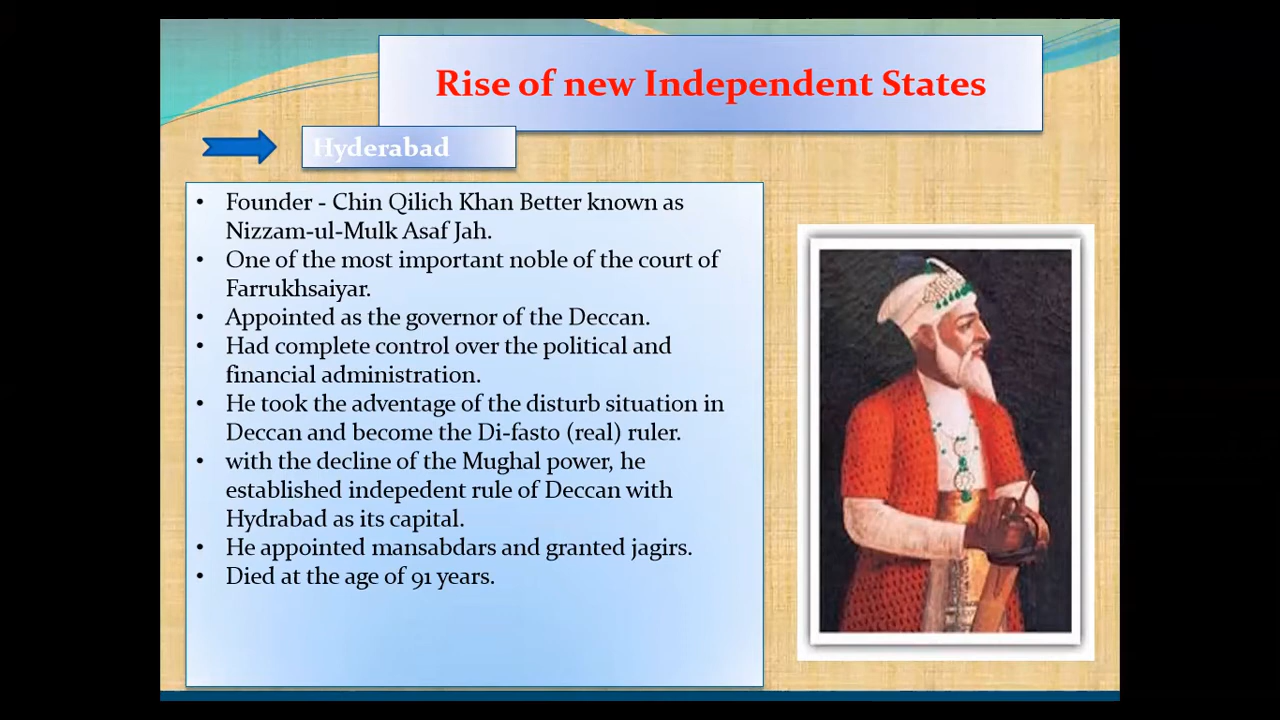 Rise of new Independent States
Hyderabad
• Founder - Chin Qilich Khan Better known as
Nizzam-ul-Mulk Asaf Jah.
• One of the most important noble of the court of
Farrukhsaiyar.
• Appointed as the governor of the Deccan.
• Had complete control over the political and
financial administration.
• He took the adventage of the disturb situation in
Deccan and become the Di-fasto (real) ruler.
• with the decline of the Mughal power, he
established indepedent rule of Deccan with
Hydrabad as its capital.
• He appointed mansabdars and granted jagirs.
• Died at the age of 91 years.